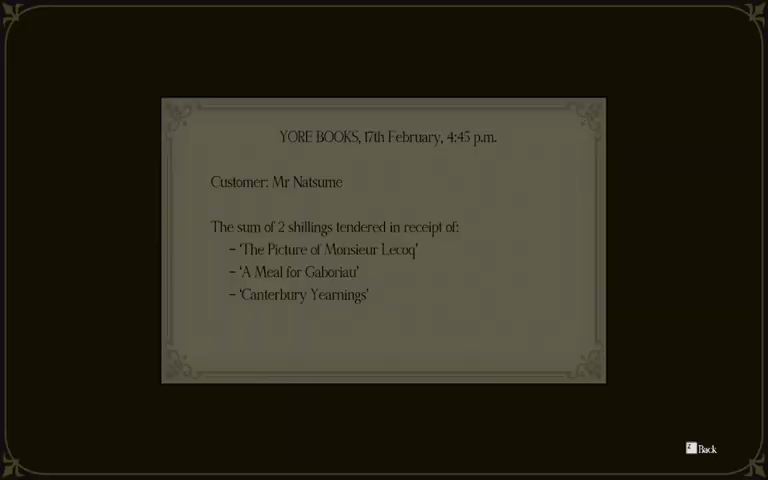 YORE BOOKS, 17th February, 4:45 p.m.
Customer: Mr Natsume
The sum of 2 shillings tendered in receipt of:
- 'The Picture of Monsieur Lecoq'
- 'A Meal for Gaboriau'
- 'Canterbury Yearnings'
Z Back